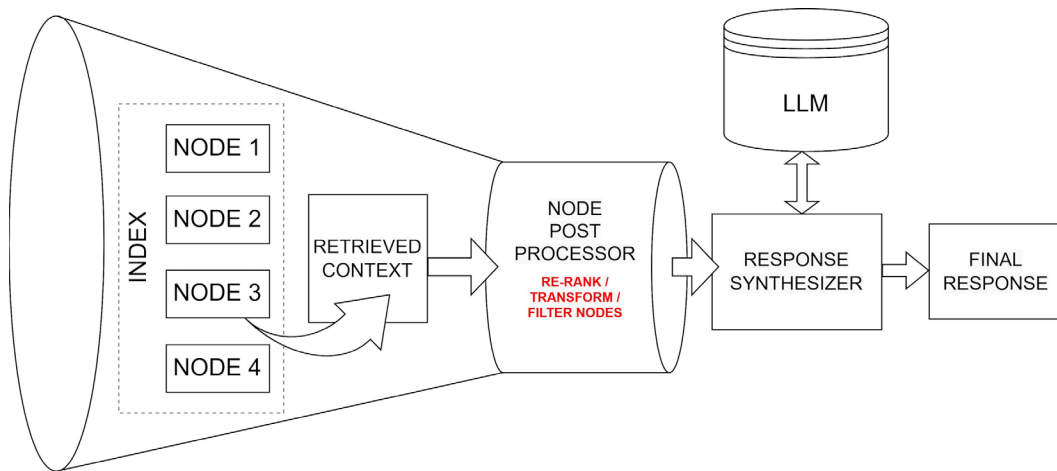 INDEX
NODE 1
NODE 2
NODE 3
NODE 4
RETRIEVED
CONTEXT
NODE
POST
PROCESSOR
RE-RANK /
TRANSFORM /
FILTER NODES
LLM
RESPONSE
SYNTHESIZER
FINAL
RESPONSE